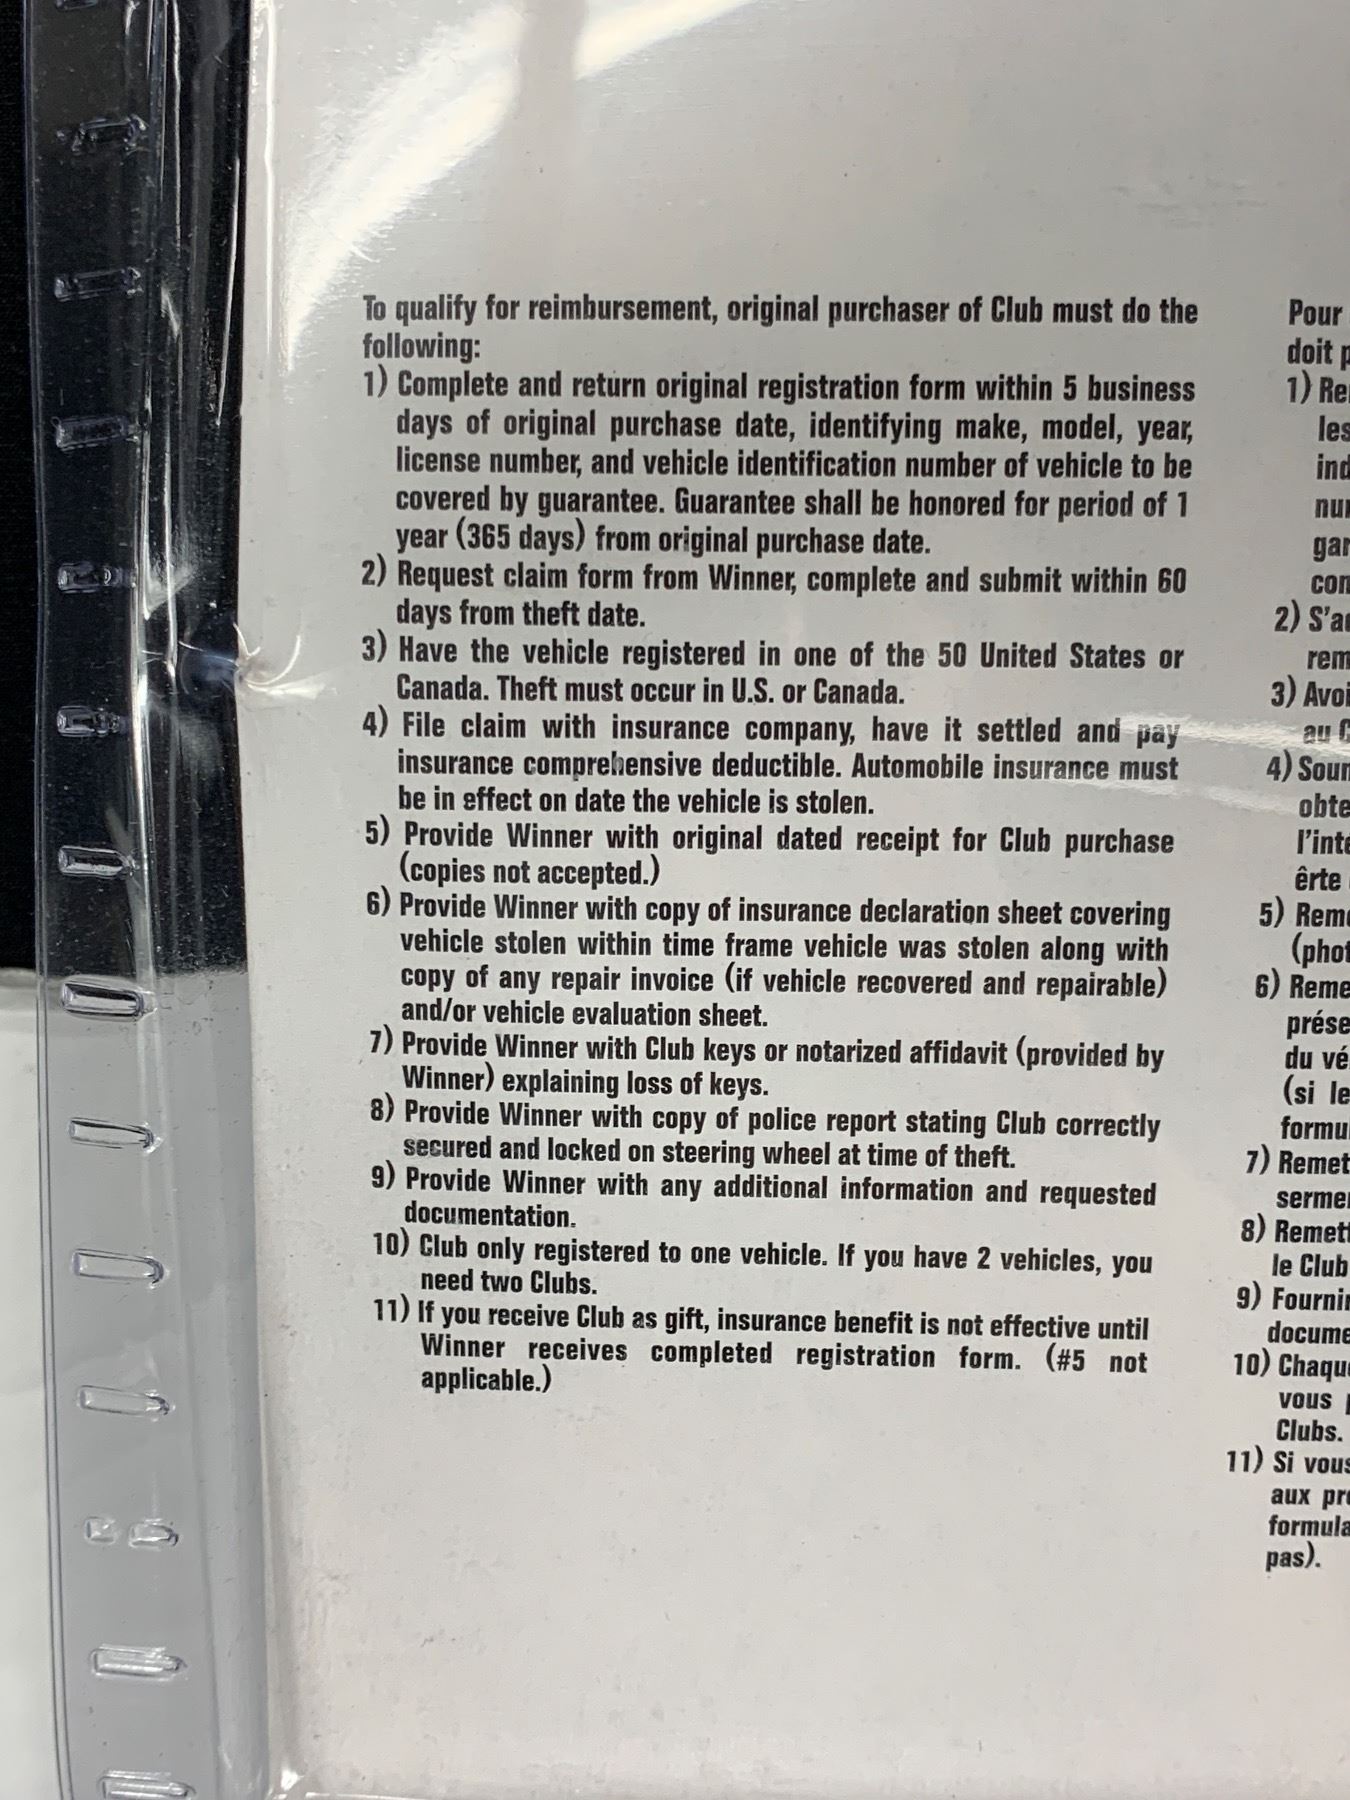 To qualify for reimbursement, original purchaser of Club must do the
following:
1) Complete and return original registration form within 5 business
days of original purchase date, identifying make, model, year,
license number, and vehicle identification number of vehicle to be
covered by guarantee. Guarantee shall be honored for period of 1
year (365 days) from original purchase date.
2) Request claim form from Winner, complete and submit within 60
days from theft date.
3) Have the vehicle registered in one of the 50 United States or
Canada. Theft must occur in U.S. or Canada.
4) File claim with insurance company, have it settled and pay
insurance comprehensive deductible. Automobile insurance must
be in effect on date the vehicle is stolen.
5) Provide Winner with original dated receipt for Club purchase
(copies not accepted.)
6) Provide Winner with copy of insurance declaration sheet covering
vehicle stolen within time frame vehicle was stolen along with
copy of any repair invoice (if vehicle recovered and repairable)
and/or vehicle evaluation sheet.
7) Provide Winner with Club keys or notarized affidavit (provided by
Winner) explaining loss of keys.
8) Provide Winner with copy of police report stating Club correctly
secured and locked on steering wheel at time of theft.
9) Provide Winner with any additional information and requested
documentation.
10) Club only registered to one vehicle. If you have 2 vehicles, you
need two Clubs.
11) If you receive Club as gift, insurance benefit is not effective until
Winner receives completed registration form. (#5 not
applicable.)
Pour
doit
1)
les
2)
3)
au
4)
5)
6)
du vé
(si le
7)
8)
le Club
9)
10)
vous
Clubs.
11) Si vous
aux
pas).